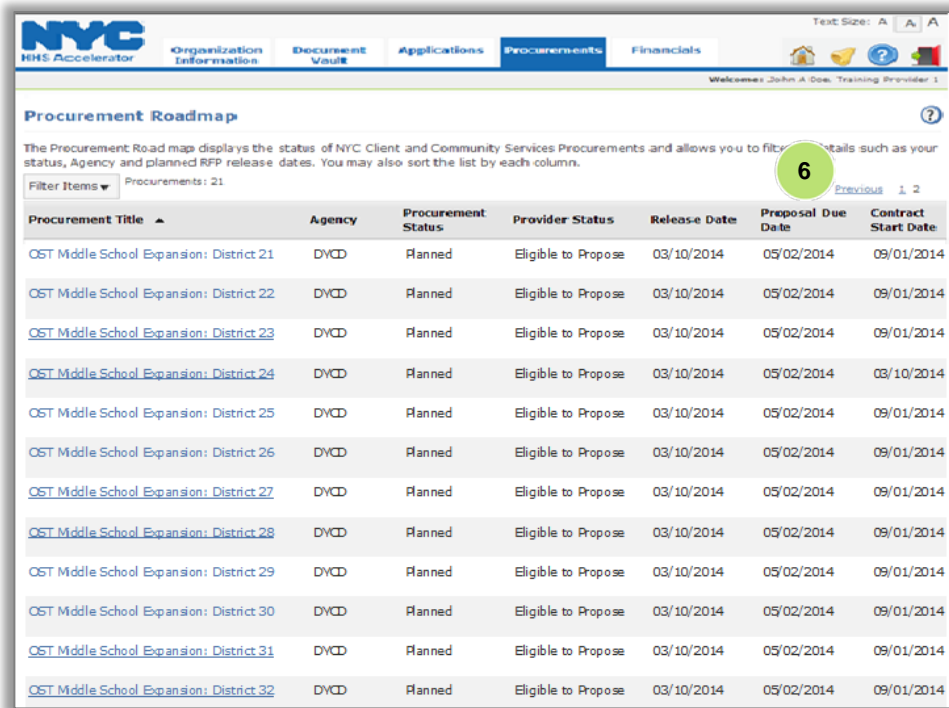 Text Size: A A A
NYC
HHS Accelerator
Organization Information
Document Vault
Applications
Procurements
Financials
Welcome: John A Doe, Training Provider 1
Procurement Roadmap
The Procurement Road map displays the status of NYC Client and Community Services Procurements and allows you to details such as your
status, Agency and planned RFP release dates. You may also sort the list by each column.
6
Filter Items Procurements: 21
Previous 1 2
Procurement Title Agency Procurement Status Provider Status Release Date Proposal Due Date Contract Start Date
OST Middle School Expansion: District 21 DYCD Planned Eligible to Propose 03/10/2014 05/02/2014 09/01/2014
OST Middle School Expansion: District 22 DYCD Planned Eligible to Propose 03/10/2014 05/02/2014 09/01/2014
OST Middle School Expansion: District 23 DYCD Planned Eligible to Propose 03/10/2014 05/02/2014 09/01/2014
OST Middle School Expansion: District 24 DYCD Planned Eligible to Propose 03/10/2014 05/02/2014 03/10/2014
OST Middle School Expansion: District 25 DYCD Planned Eligible to Propose 03/10/2014 05/02/2014 09/01/2014
OST Middle School Expansion: District 26 DYCD Planned Eligible to Propose 03/10/2014 05/02/2014 09/01/2014
OST Middle School Expansion: District 27 DYCD Planned Eligible to Propose 03/10/2014 05/02/2014 09/01/2014
OST Middle School Expansion: District 28 DYCD Planned Eligible to Propose 03/10/2014 05/02/2014 09/01/2014
OST Middle School Expansion: District 29 DYCD Planned Eligible to Propose 03/10/2014 05/02/2014 09/01/2014
OST Middle School Expansion: District 30 DYCD Planned Eligible to Propose 03/10/2014 05/02/2014 09/01/2014
OST Middle School Expansion: District 31 DYCD Planned Eligible to Propose 03/10/2014 05/02/2014 09/01/2014
OST Middle School Expansion: District 32 DYCD Planned Eligible to Propose 03/10/2014 05/02/2014 09/01/2014